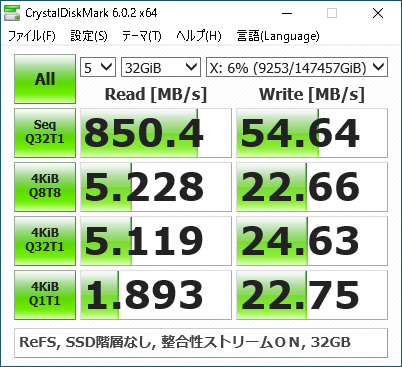 CrystalDiskMark 6.0.2 x64
ファイル(F) 設定(S) テーマ(T) ヘルプ(H) 言語(Language)
All 5 32GiB X: 6% (9253/147457GiB)
Read [MB/s] Write [MB/s]
Seq Q32T1 850.4 54.64
4KiB Q8T8 5.228 22.66
4KiB Q32T1 5.119 24.63
4KiB Q1T1 1.893 22.75
ReFS, SSD階層なし, 整合性ストリームON, 32GB